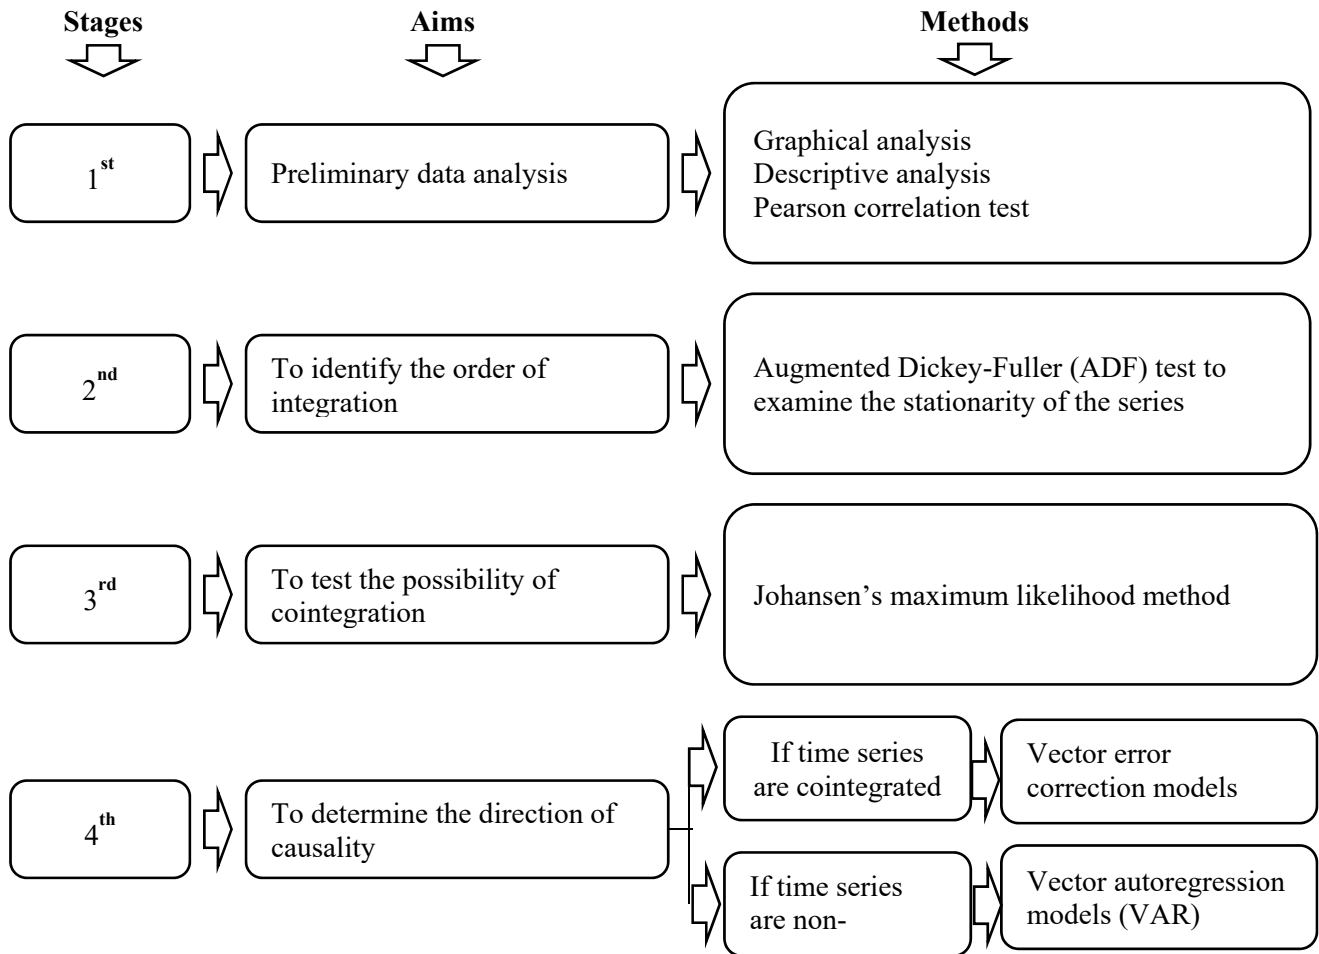 Stages
Aims
Methods
1st
Preliminary data analysis
Graphical analysis
Descriptive analysis
Pearson correlation test
2nd
To identify the order of
integration
Augmented Dickey-Fuller (ADF) test to
examine the stationarity of the series
3rd
To test the possibility of
cointegration
Johansen’s maximum likelihood method
4th
To determine the direction of
causality
If time series
are cointegrated
Vector error
correction models
If time series
are non-
Vector autoregression
models (VAR)